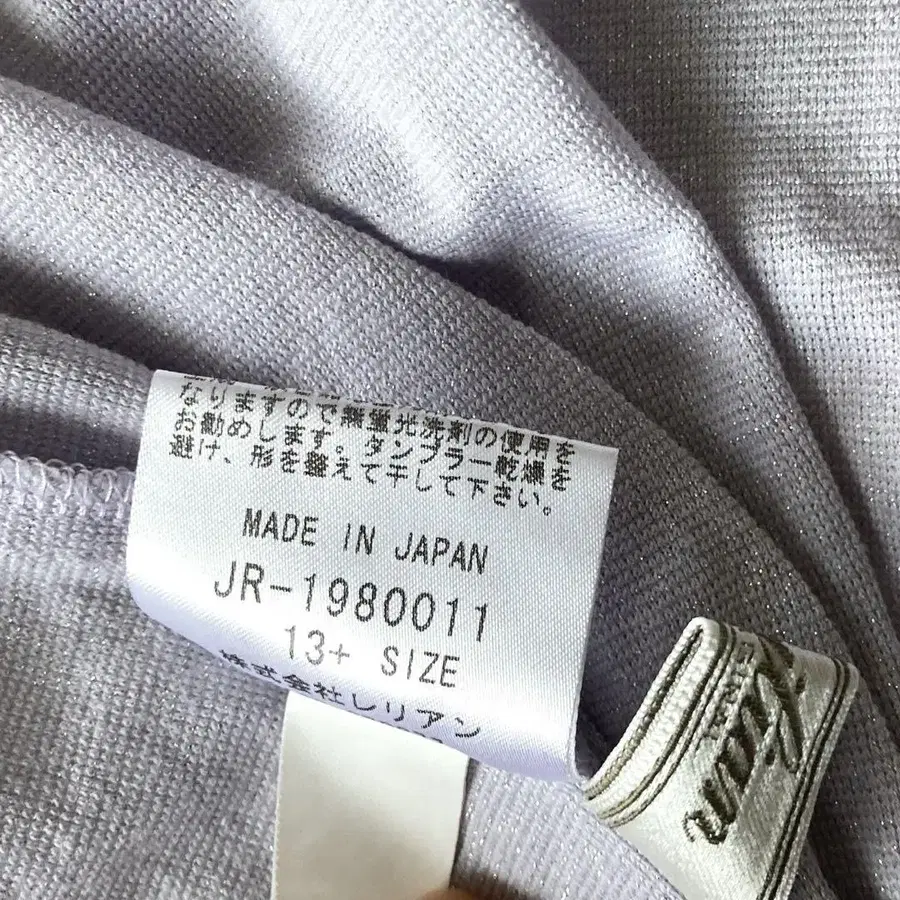 なりますので無蛍光洗剤の使用を
お勧めします。タンブラー乾燥を
避け、形を整えて干して下さい。
MADE IN JAPAN
JR-1980011
13+ SIZE
株式会社レリアン